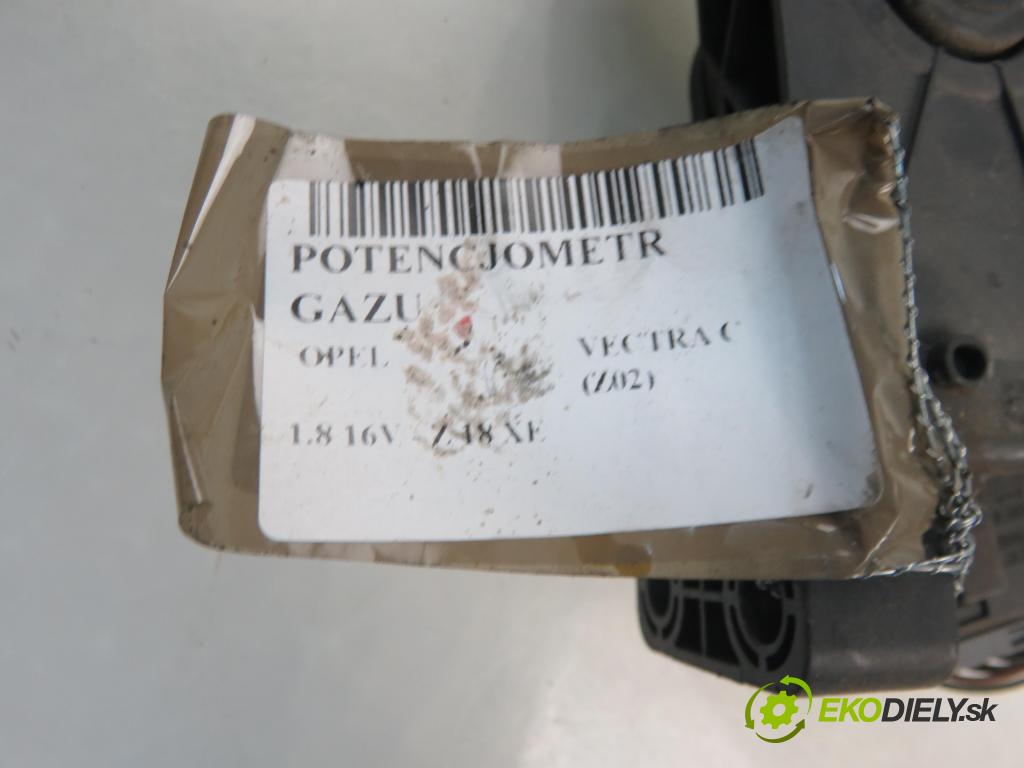 POTENCJOMETR
GAZU
OPEL VECTRA C
(Z02)
1.8 16V Z 18 XE
EKODIELY.sk